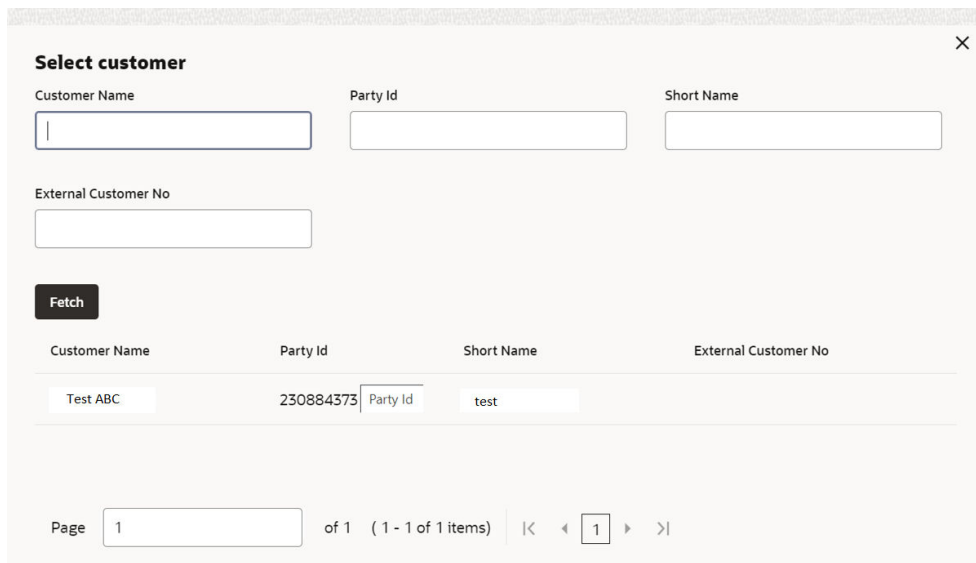 Select customer
Customer Name Party Id Short Name
External Customer No
Fetch
Customer Name Party Id Short Name External Customer No
Test ABC 230884373 Party Id test
Page 1 of 1 ( 1 - 1 of 1 items) 1